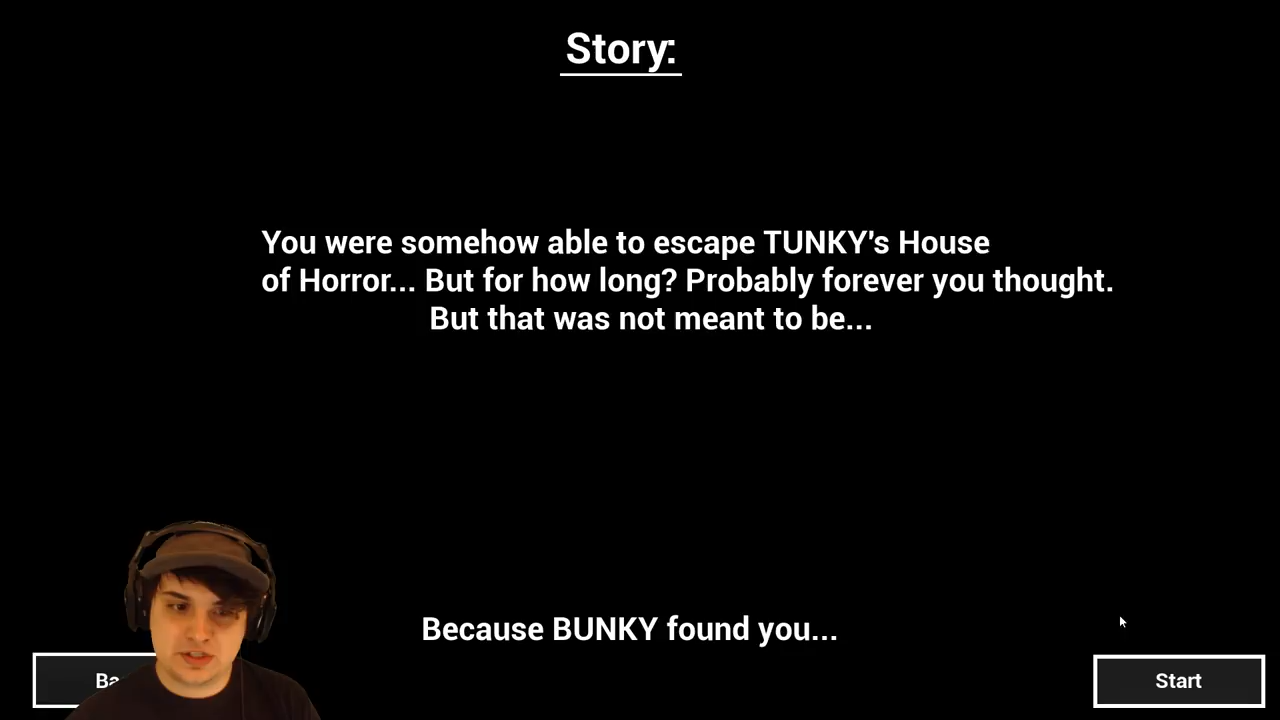 Story:
You were somehow able to escape TUNKY's House
of Horror... But for how long? Probably forever you thought.
But that was not meant to be...
Because BUNKY found you...
Start